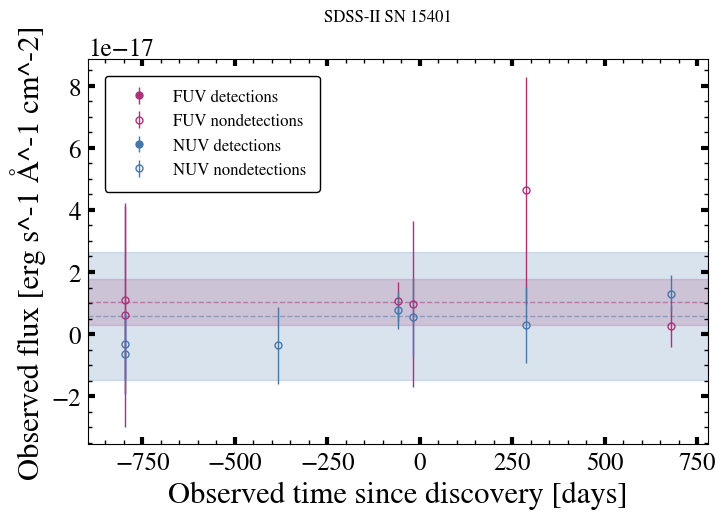 SDSS-II SN 15401
1e−17
Observed flux [erg s^-1 Å^-1 cm^-2]
8
6
4
2
0
−2
FUV detections
FUV nondetections
NUV detections
NUV nondetections
−750 −500 −250 0 250 500 750
Observed time since discovery [days]